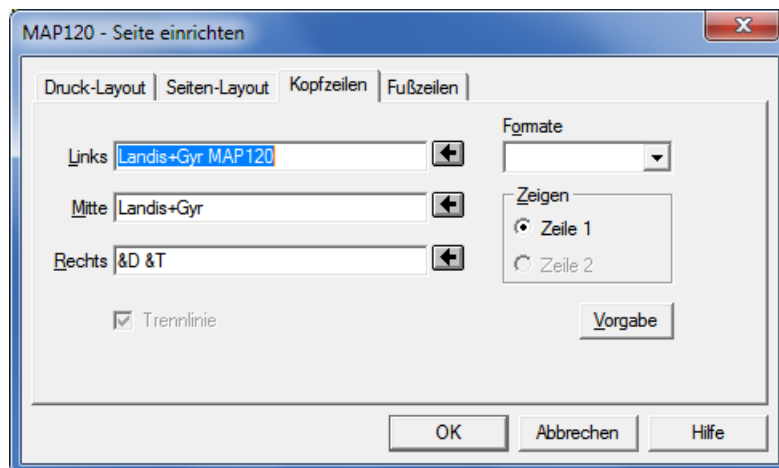 MAP120 - Seite einrichten
Druck-Layout Seiten-Layout Kopfzeilen Fußzeilen
Formate
Links Landis+Gyr MAP120
Mitte Landis+Gyr
Zeigen
Zeile 1
Rechts &D &T
Zeile 2
Trennlinie
Vorgabe
OK Abbrechen Hilfe